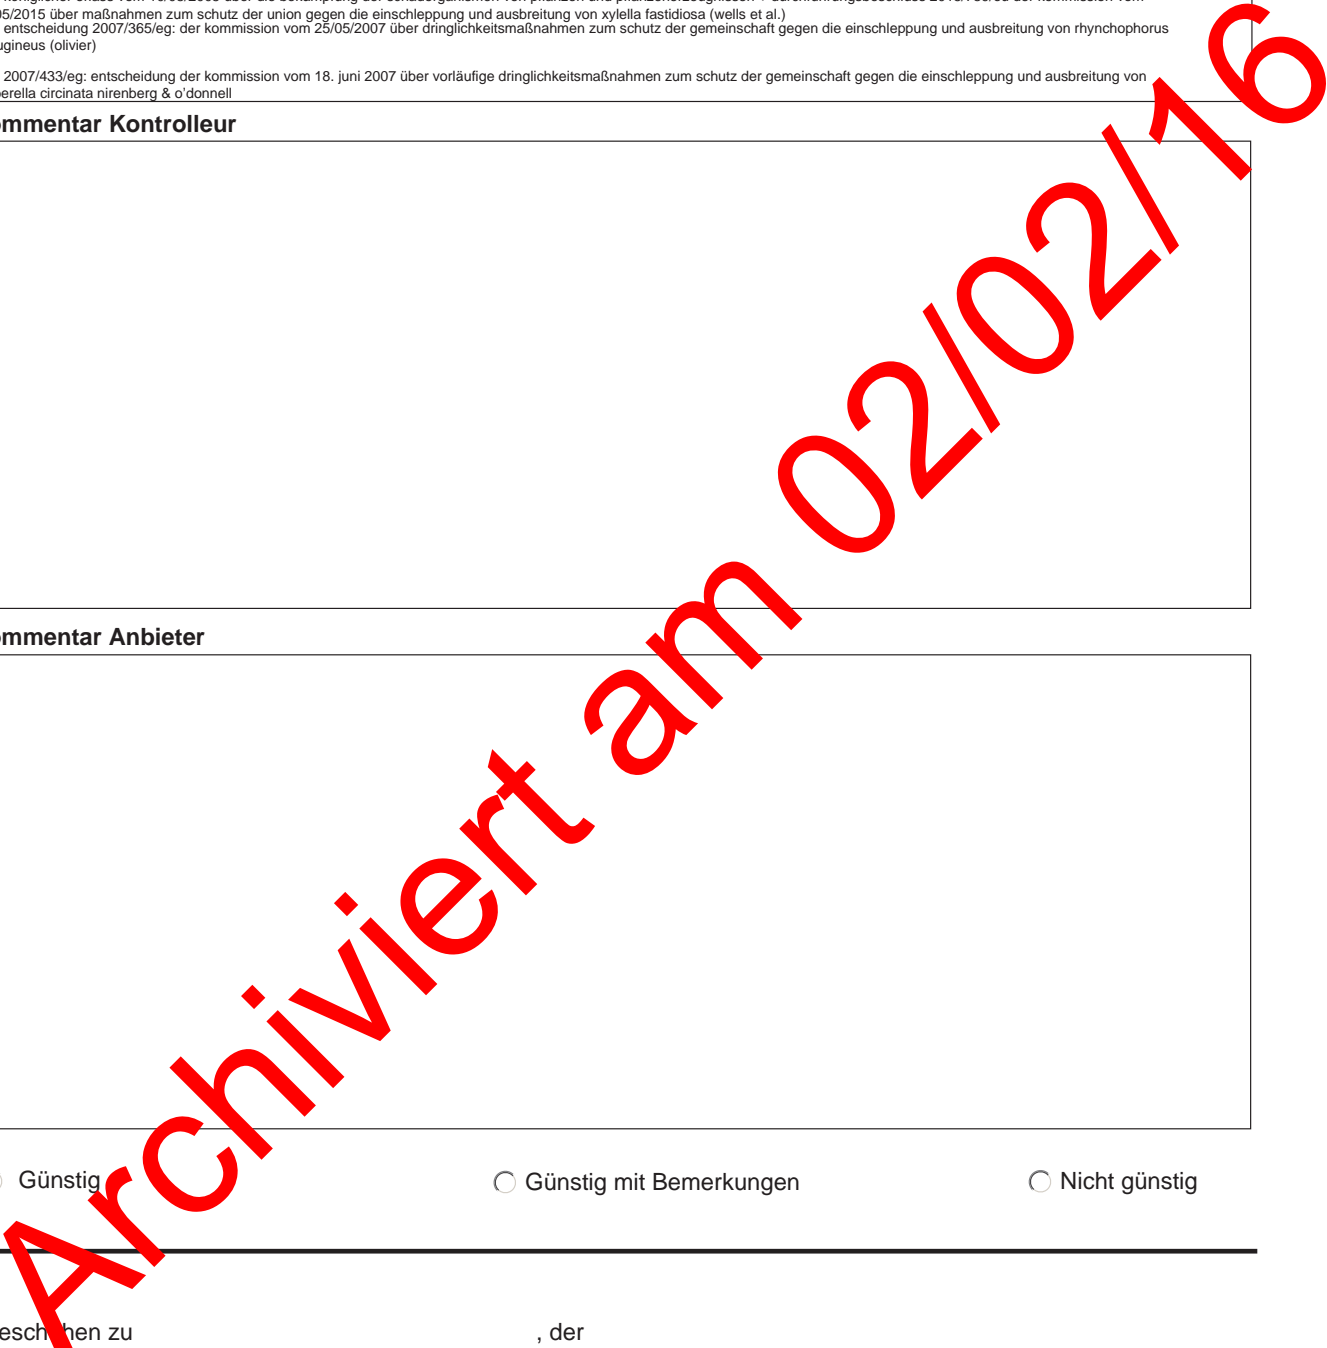 05/2015 über maßnahmen zum schutz der union gegen die einschleppung und ausbreitung von xylella fastidiosa (wells et al.)
entscheidung 2007/365/eg: der kommission vom 25/05/2007 über dringlichkeitsmaßnahmen zum schutz der gemeinschaft gegen die einschleppung und ausbreitung von rhynchophorus
ugineus (olivier)
2007/433/eg: entscheidung der kommission vom 18. juni 2007 über vorläufige dringlichkeitsmaßnahmen zum schutz der gemeinschaft gegen die einschleppung und ausbreitung von
berella circinata nirenberg & o'donnell
ommentar Kontrolleur
ommentar Anbieter
Günstig
Günstig mit Bemerkungen
Nicht günstig
eschehen zu , der
Archiviert am 02/02/16